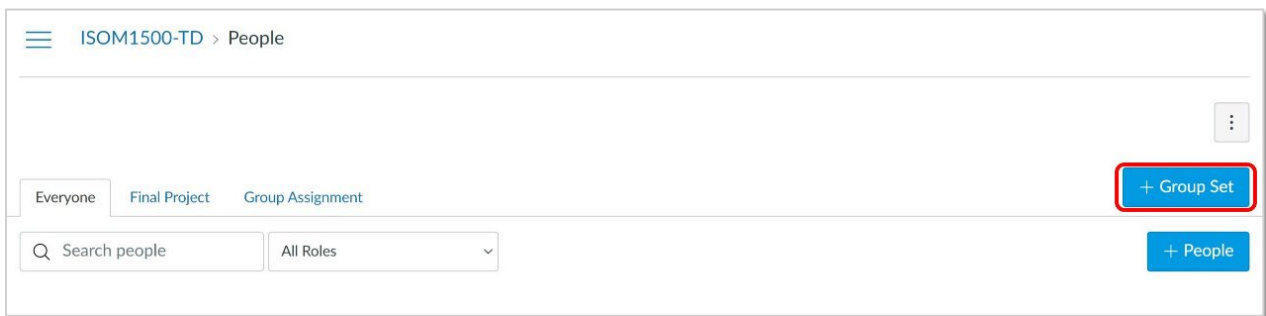 ISOM1500-TD > People
Everyone Final Project Group Assignment + Group Set
Search people All Roles + People